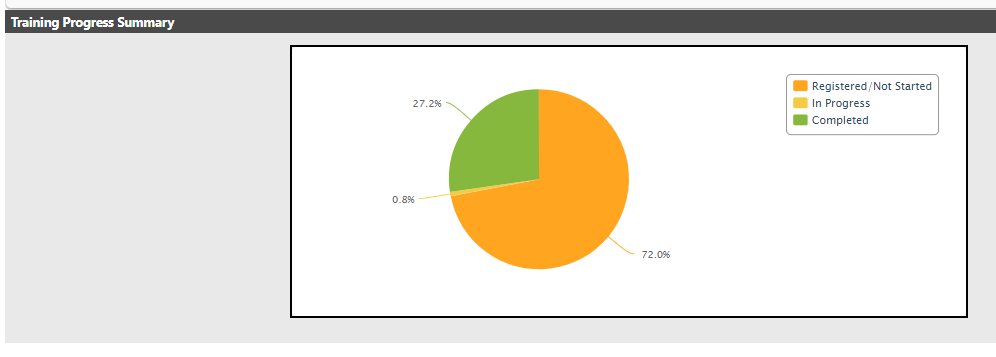 Training Progress Summary
Registered/Not Started
In Progress
Completed
27.2%
0.8%
72.0%